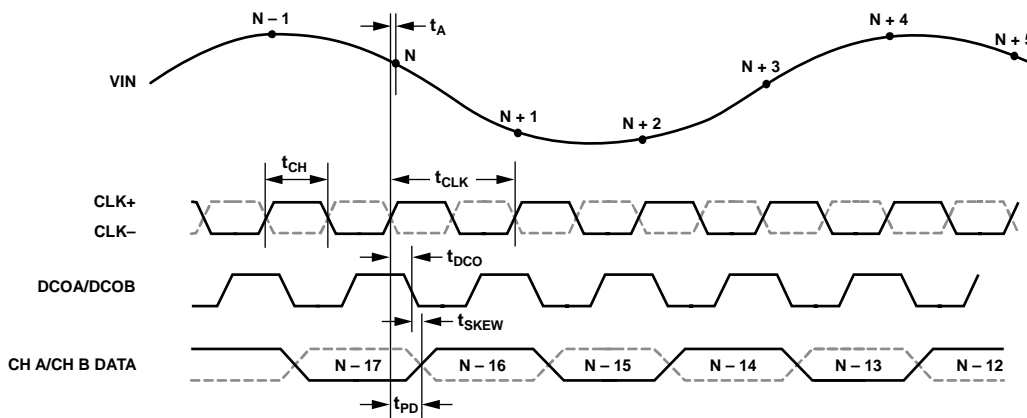 N – 1
t_A
N
N + 1
N + 2
N + 3
N + 4
N + 5
VIN
t_CH
t_CLK
CLK+
CLK–
t_DCO
DCOA/DCOB
t_SKEW
CH A/CH B DATA
N – 17
N – 16
N – 15
N – 14
N – 13
N – 12
t_PD